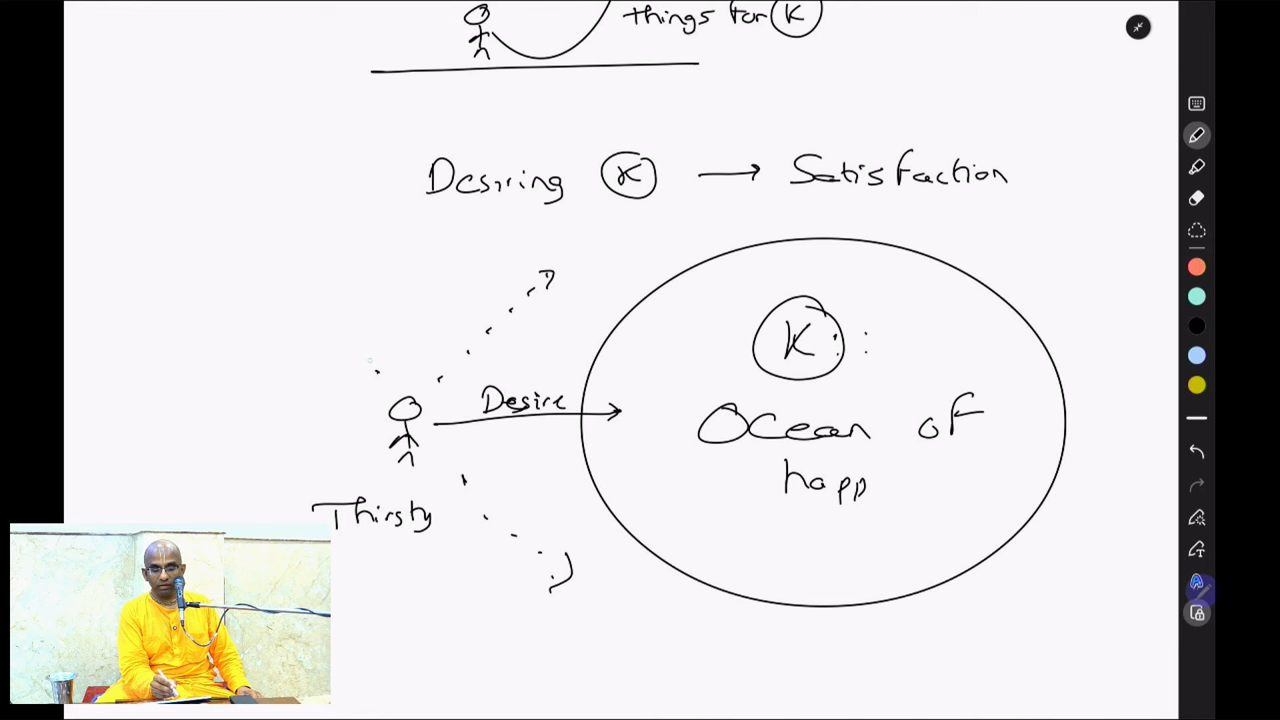 things for K
Desiring K → Satisfaction
K :
Desire
Ocean of
happ
Thirsty